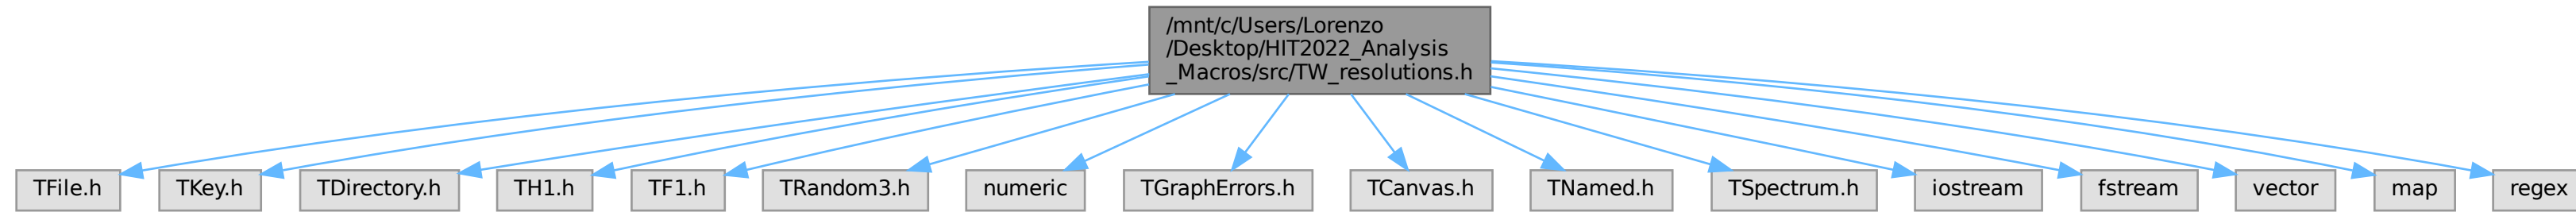 /mnt/c/Users/Lorenzo
/Desktop/HIT2022_Analysis
_Macros/src/TW_resolutions.h
TFile.h
TKey.h
TDirectory.h
TH1.h
TF1.h
TRandom3.h
numeric
TGraphErrors.h
TCanvas.h
TNamed.h
TSpectrum.h
iostream
fstream
vector
map
regex